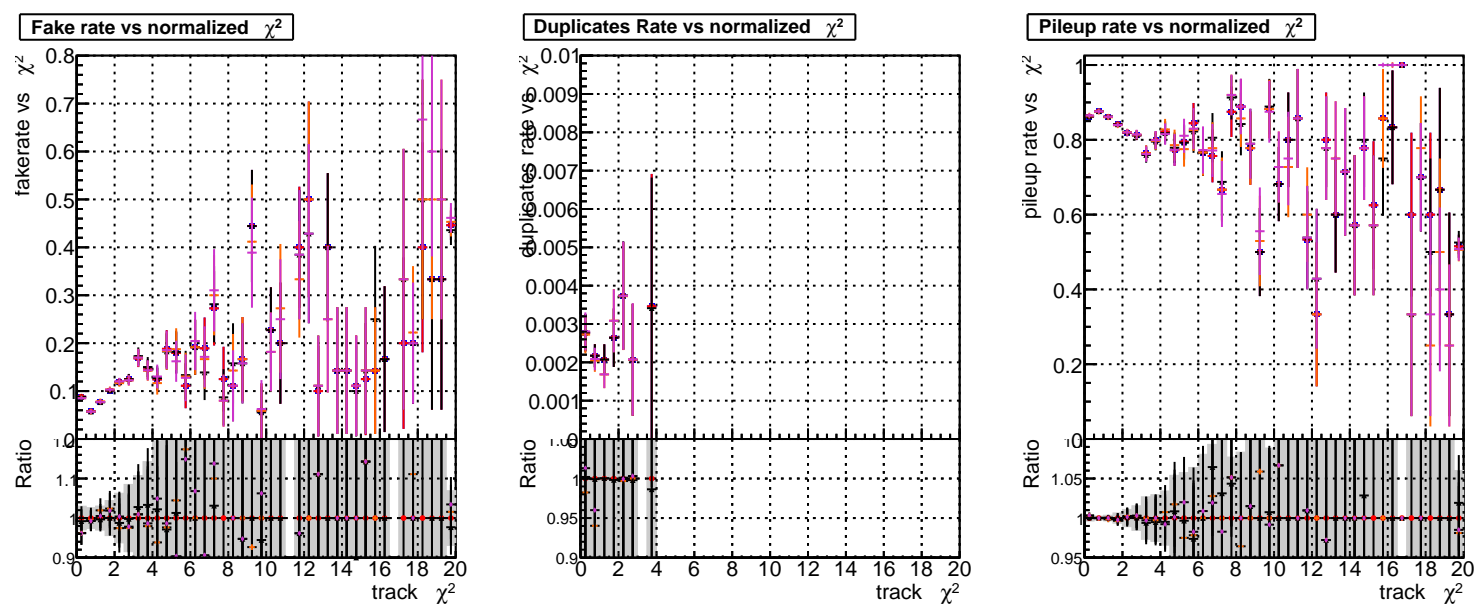 Fake rate vs normalized χ²
fakerate vs χ²
0.8
0.7
0.6
0.5
0.4
0.3
0.2
0.1
Ratio
1.1
1
0.9
0 2 4 6 8 10 12 14 16 18 20
track χ²
Duplicates Rate vs normalized χ²
duplicates rate vs χ²
0.01
0.009
0.008
0.007
0.006
0.005
0.004
0.003
0.002
0.001
Ratio
1
0.95
0.9
0 2 4 6 8 10 12 14 16 18 20
track χ²
Pileup rate vs normalized χ²
pileup rate vs χ²
1
0.8
0.6
0.4
0.2
Ratio
1.05
1
0.95
0 2 4 6 8 10 12 14 16 18 20
track χ²